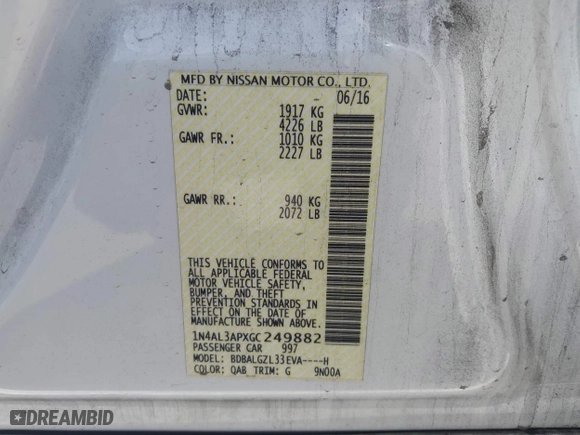 MFD BY NISSAN MOTOR CO., LTD.
DATE: 06/16
GVWR: 1917 KG
4226 LB
GAWR FR.: 1010 KG
2227 LB
GAWR RR.: 940 KG
2072 LB
THIS VEHICLE CONFORMS TO
ALL APPLICABLE FEDERAL
MOTOR VEHICLE SAFETY,
BUMPER, AND THEFT
PREVENTION STANDARDS IN
EFFECT ON THE DATE OF
MANUFACTURE SHOWN ABOVE.
1N4AL3APXGC249882
PASSENGER CAR 997
MODEL: BDBALGZL33EVA----H
COLOR: QAB TRIM: G 9N00A
DREAMBID